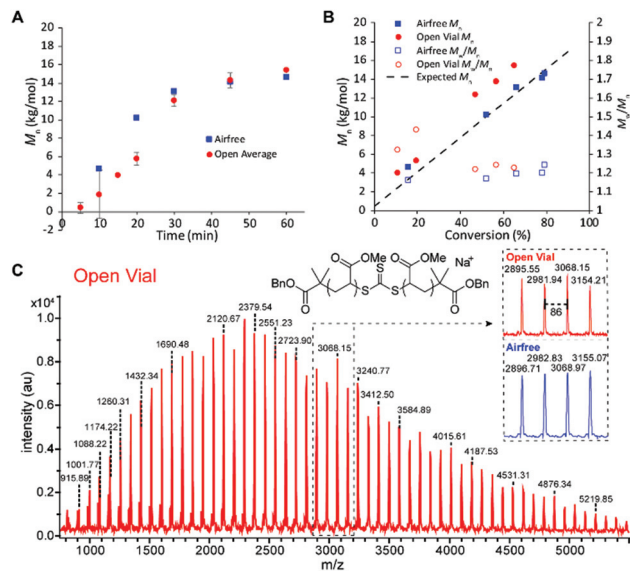 A
Mn (kg/mol)
20
18
16
14
12
10
8
6
4
2
0
-2
0 10 20 30 40 50 60
Time (min)
Airfree
Open Average
B
Mn (kg/mol)
20
18
16
14
12
10
8
6
4
2
0
0 20 40 60 80 100
Conversion (%)
2
1.9
1.8
1.7
1.6
1.5
1.4
1.3
1.2
1.1
1
Mw/Mn
Airfree Mn
Open Vial Mn
Airfree Mw/Mn
Open Vial Mw/Mn
Expected Mn
C Open Vial
x10⁴
intensity (au)
1.0
0.8
0.6
0.4
0.2
0.0
1000 1500 2000 2500 3000 3500 4000 4500 5000
m/z
915.89
1001.77
1088.22
1174.22
1260.31
1432.34
1690.48
2120.67
2379.54
2551.23
2723.90
3068.15
3240.77
3412.50
3584.89
4015.61
4187.53
4531.31
4876.34
5219.85
BnO
O
OMe
O
S
S
S
OMe
O
OBn
O
Na+
Open Vial
2895.55
2981.94
3068.15
3154.21
86
Airfree
2896.71
2982.83
3068.97
3155.07